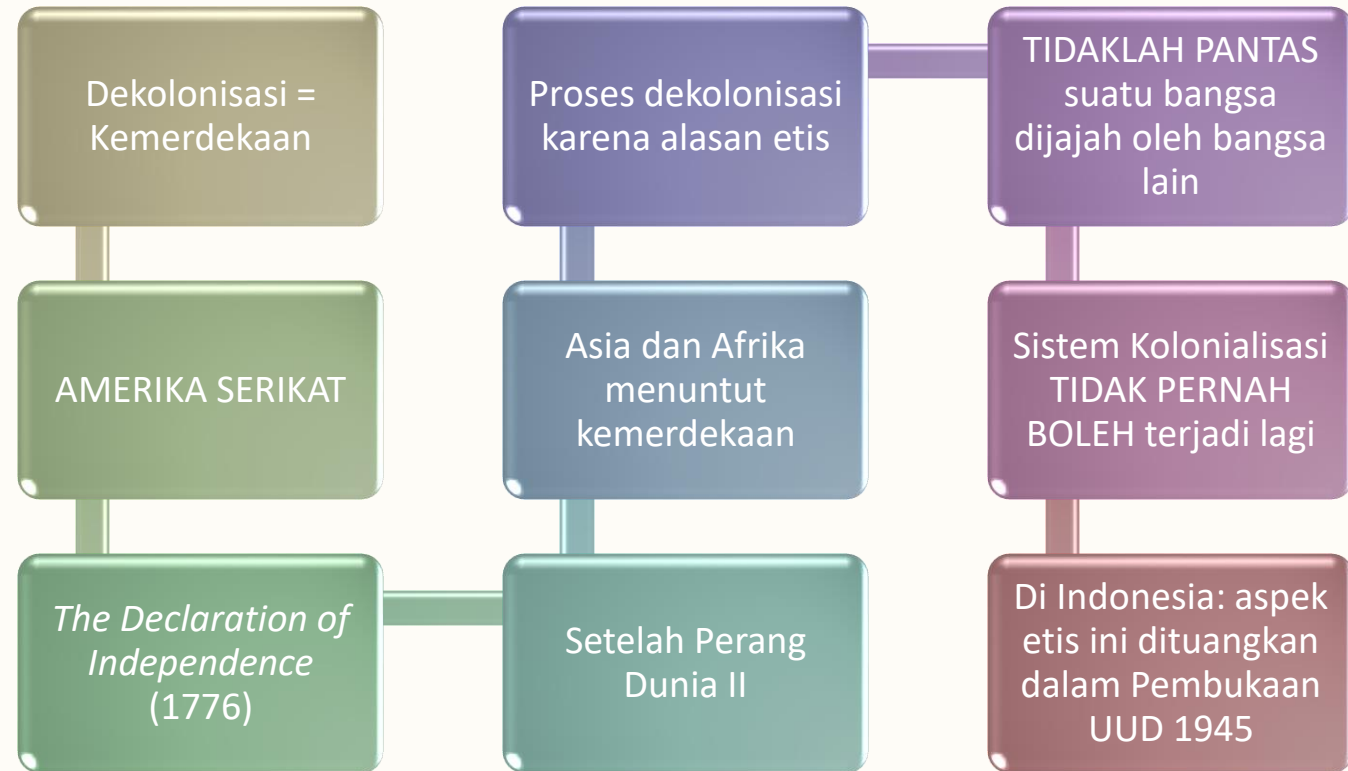 Dekolonisasi =
Kemerdekaan
AMERIKA SERIKAT
The Declaration of
Independence
(1776)
Setelah Perang
Dunia II
Asia dan Afrika
menuntut
kemerdekaan
Proses dekolonisasi
karena alasan etis
TIDAKLAH PANTAS
suatu bangsa
dijajah oleh bangsa
lain
Sistem Kolonialisasi
TIDAK PERNAH
BOLEH terjadi lagi
Di Indonesia: aspek
etis ini dituangkan
dalam Pembukaan
UUD 1945